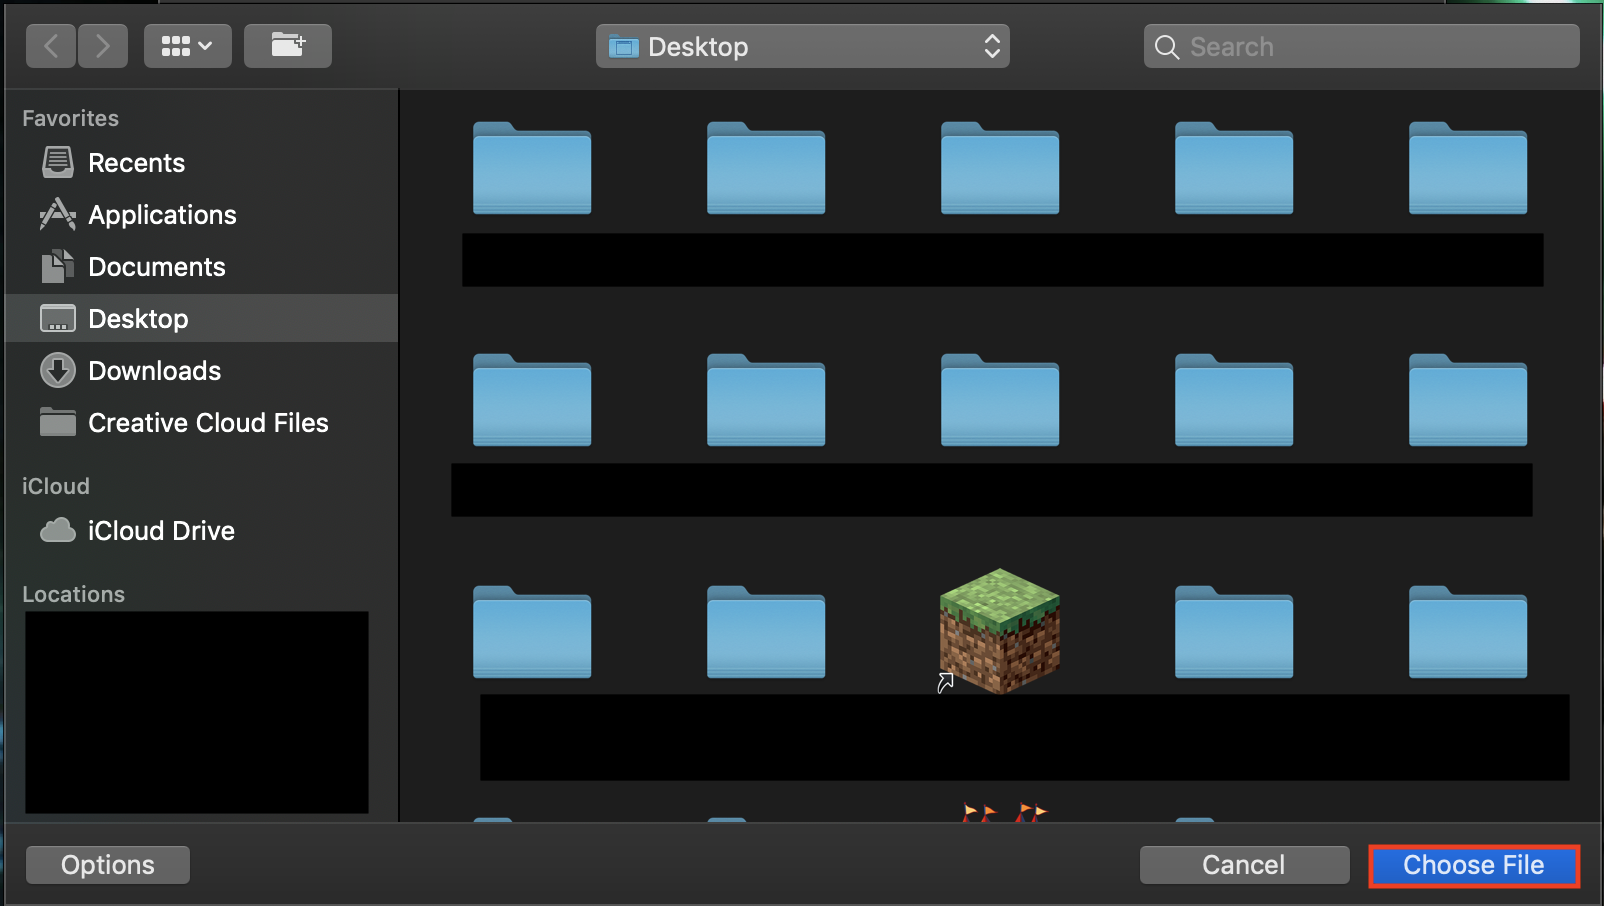 Desktop
Search
Favorites
Recents
Applications
Documents
Desktop
Downloads
Creative Cloud Files
iCloud
iCloud Drive
Locations
Options
Cancel
Choose File